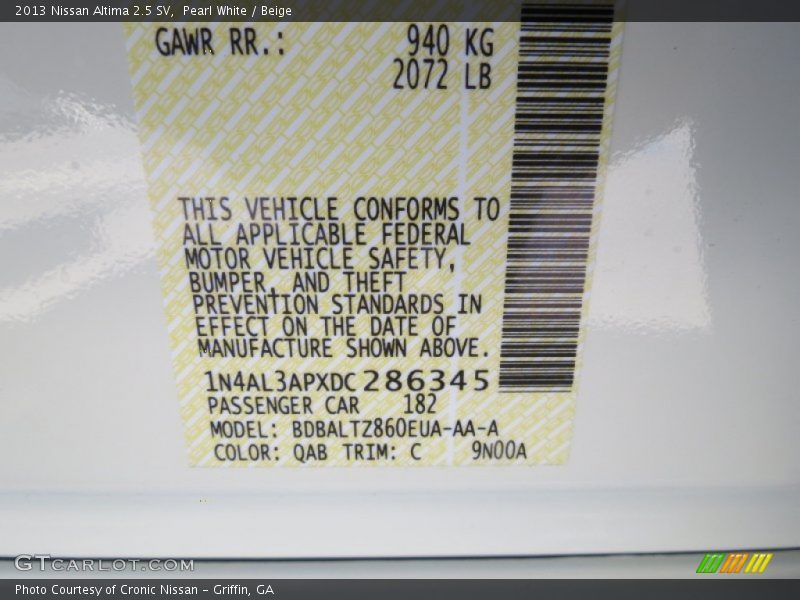 2013 Nissan Altima 2.5 SV, Pearl White / Beige
GAWR RR.: 940 KG
2072 LB
THIS VEHICLE CONFORMS TO
ALL APPLICABLE FEDERAL
MOTOR VEHICLE SAFETY,
BUMPER, AND THEFT
PREVENTION STANDARDS IN
EFFECT ON THE DATE OF
MANUFACTURE SHOWN ABOVE.
1N4AL3APXDC286345
PASSENGER CAR 182
MODEL: BDBALTZ860EUA-AA-A
COLOR: QAB TRIM: C 9N00A
GTCARLOT.COM
Photo Courtesy of Cronic Nissan - Griffin, GA